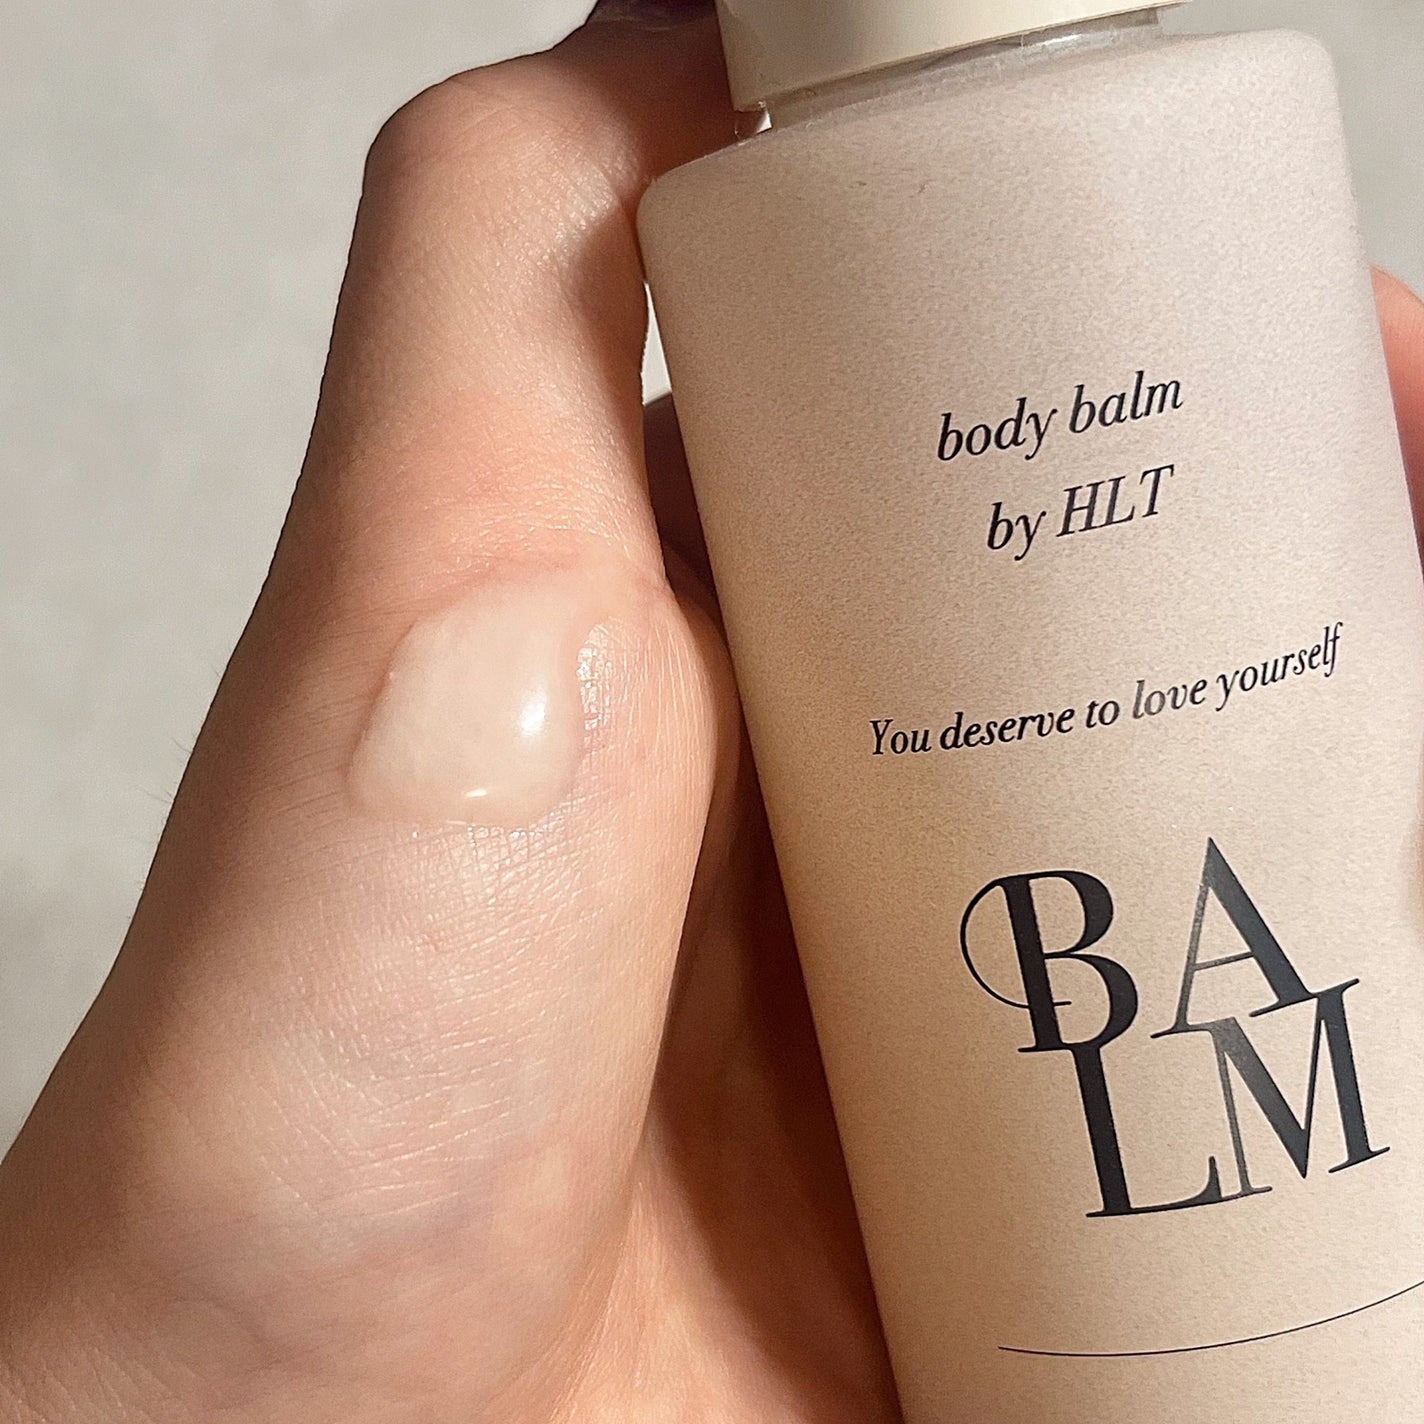 body balm
by HLT
You deserve to love yourself
BA
LM